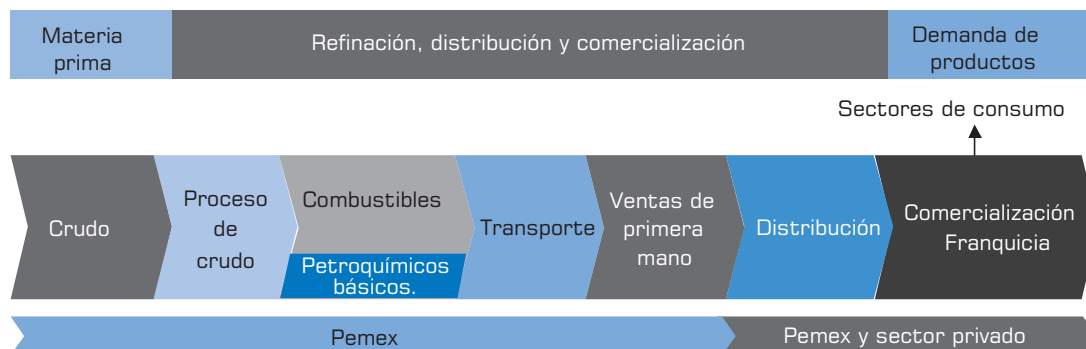 Materia
prima
Refinación, distribución y comercialización
Demanda de
productos
Sectores de consumo
Crudo
Proceso
de
crudo
Combustibles
Petroquímicos
básicos.
Transporte
Ventas de
primera
mano
Distribución
Comercialización
Franquicia
Pemex
Pemex y sector privado